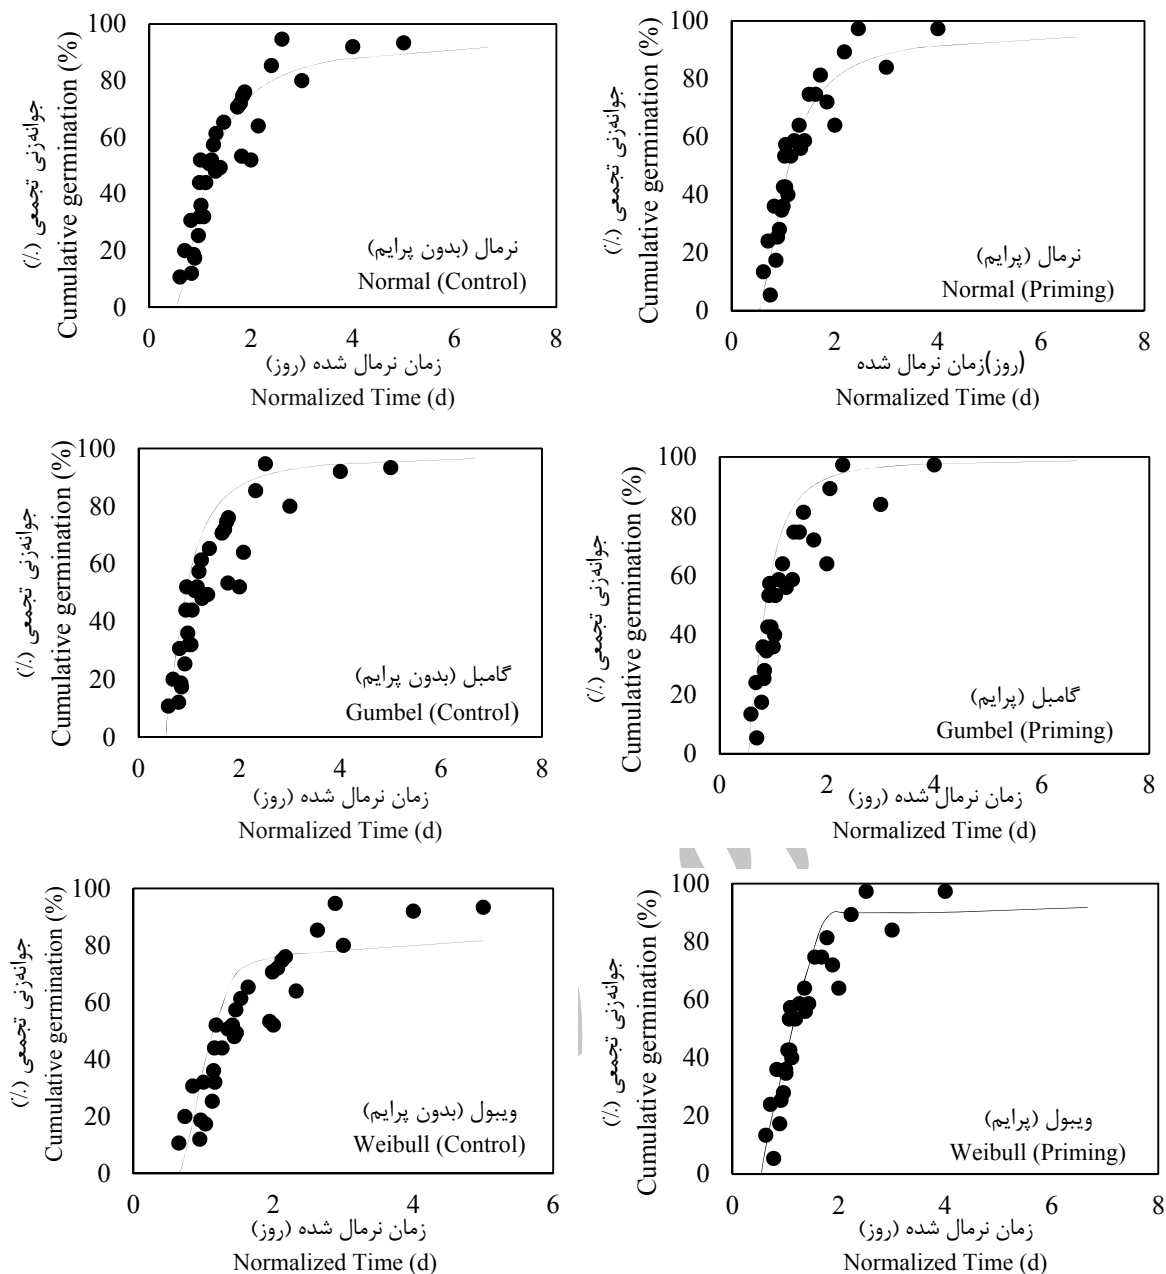 جوانه‌زنی تجمعی (٪)
Cumulative germination (%)
100
80
60
40
20
0
نرمال (بدون پرایم)
Normal (Control)
0 2 4 6 8
زمان نرمال شده (روز)
Normalized Time (d)
جوانه‌زنی تجمعی (٪)
Cumulative germination (%)
100
80
60
40
20
0
نرمال (پرایم)
Normal (Priming)
0 2 4 6 8
زمان نرمال شده(روز)
Normalized Time (d)
جوانه‌زنی تجمعی (٪)
Cumulative germination (%)
100
80
60
40
20
0
گامبل (بدون پرایم)
Gumbel (Control)
0 2 4 6 8
زمان نرمال شده (روز)
Normalized Time (d)
جوانه‌زنی تجمعی (٪)
Cumulative germination (%)
100
80
60
40
20
0
گامبل (پرایم)
Gumbel (Priming)
0 2 4 6 8
زمان نرمال شده (روز)
Normalized Time (d)
جوانه‌زنی تجمعی (٪)
Cumulative germination (%)
100
80
60
40
20
0
ویبول (بدون پرایم)
Weibull (Control)
0 2 4 6
زمان نرمال شده (روز)
Normalized Time (d)
جوانه‌زنی تجمعی (٪)
Cumulative germination (%)
100
80
60
40
20
0
ویبول (پرایم)
Weibull (Priming)
0 2 4 6 8
زمان نرمال شده (روز)
Normalized Time (d)